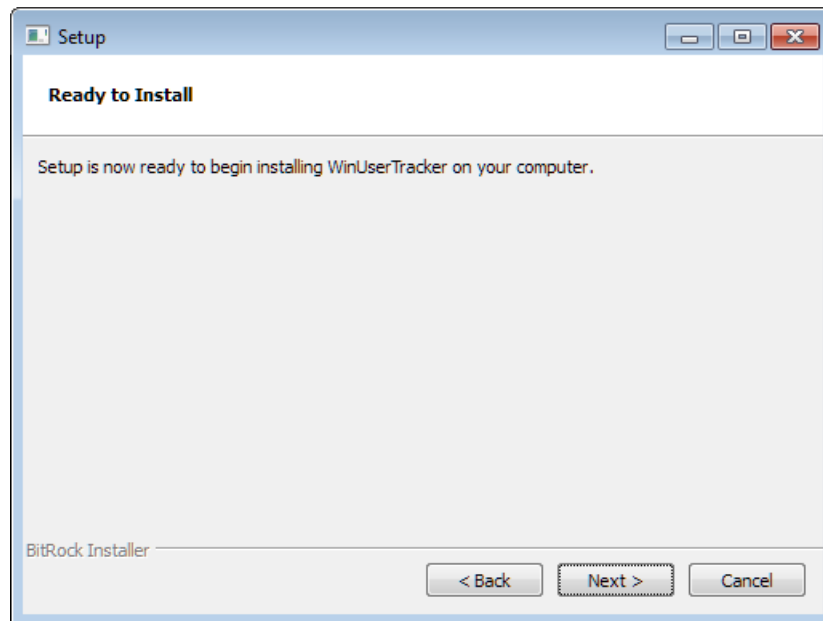 Setup
Ready to Install
Setup is now ready to begin installing WinUserTracker on your computer.
BitRock Installer
< Back Next > Cancel